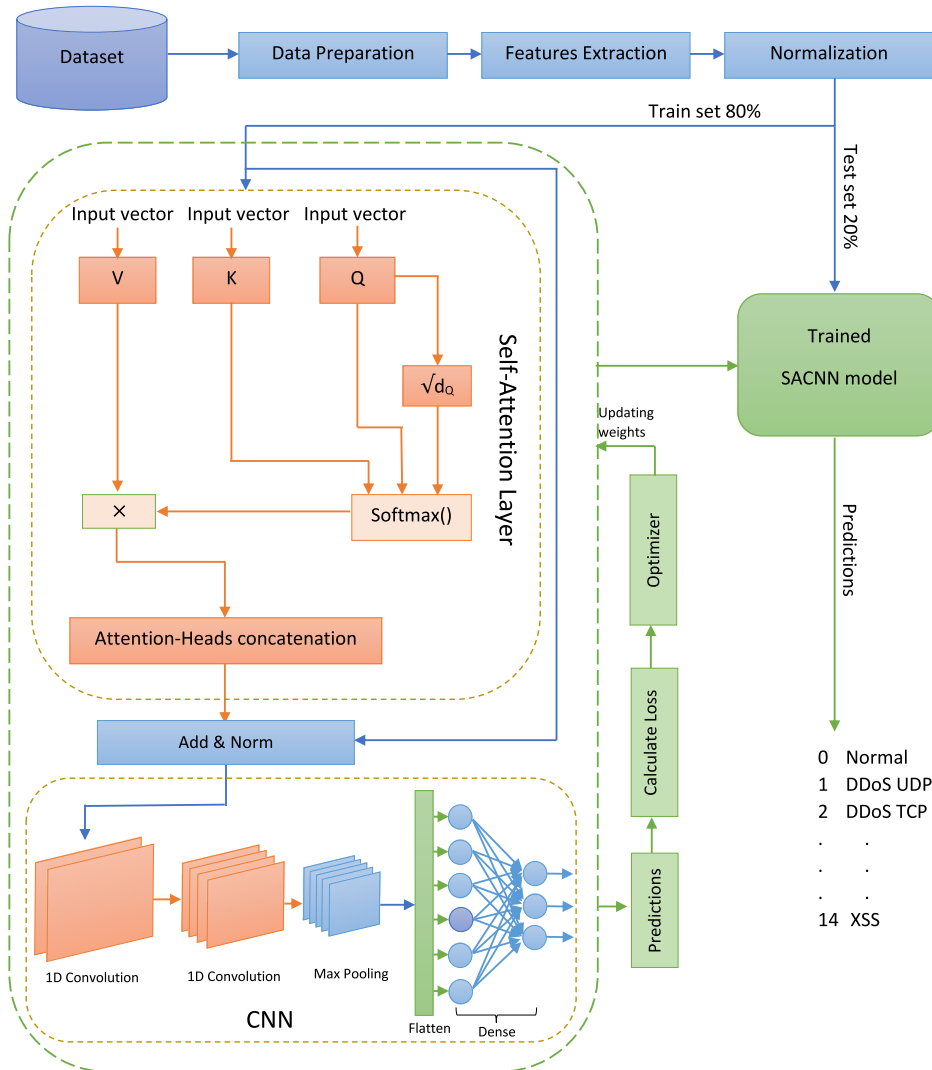 Dataset
Data Preparation
Features Extraction
Normalization
Train set 80%
Test set 20%
Input vector
Input vector
Input vector
V
K
Q
√dQ
Self-Attention Layer
×
Softmax()
Attention-Heads concatenation
Add & Norm
1D Convolution
1D Convolution
Max Pooling
Flatten
Dense
CNN
Updating
weights
Optimizer
Calculate Loss
Predictions
Trained
SACNN model
Predictions
0 Normal
1 DDoS UDP
2 DDoS TCP
. .
. .
. .
14 XSS